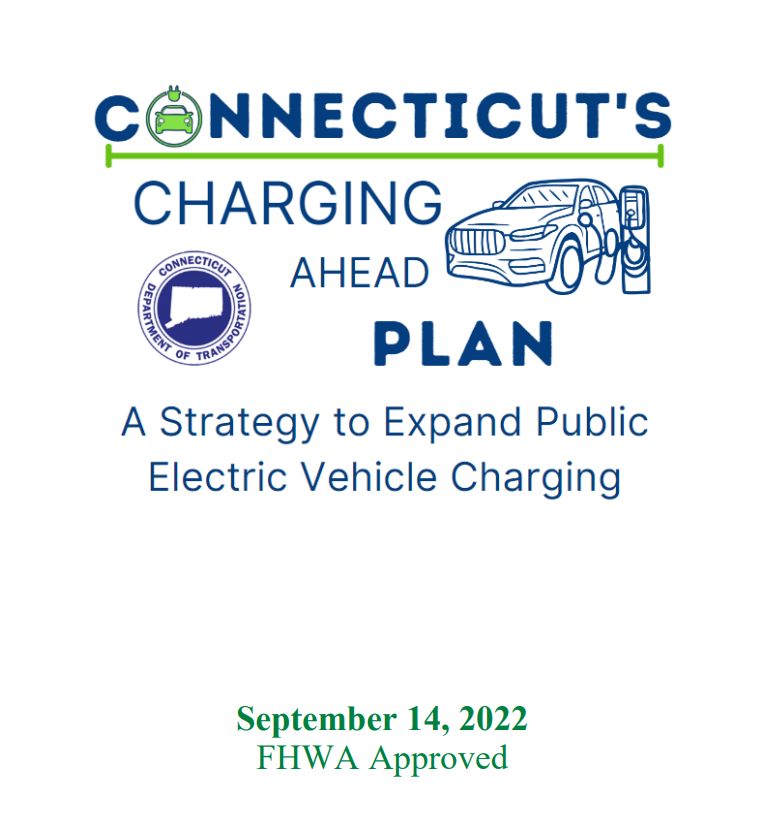 CONNECTICUT'S
CHARGING
AHEAD
PLAN
CONNECTICUT
DEPARTMENT OF TRANSPORTATION
A Strategy to Expand Public
Electric Vehicle Charging
September 14, 2022
FHWA Approved